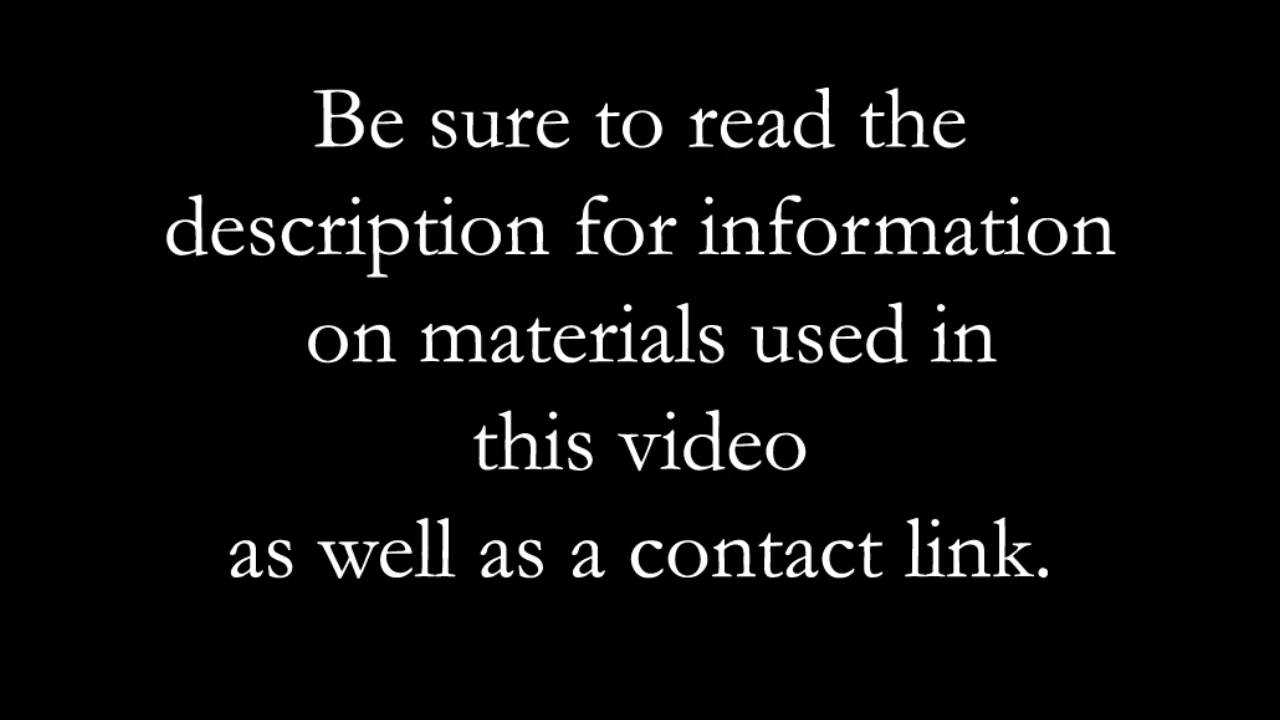 Be sure to read the
description for information
on materials used in
this video
as well as a contact link.